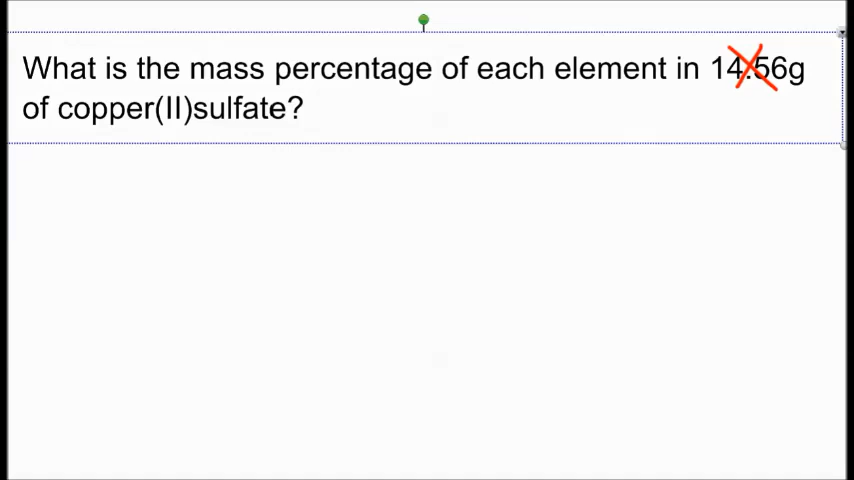 What is the mass percentage of each element in 14.56g
of copper(II)sulfate?